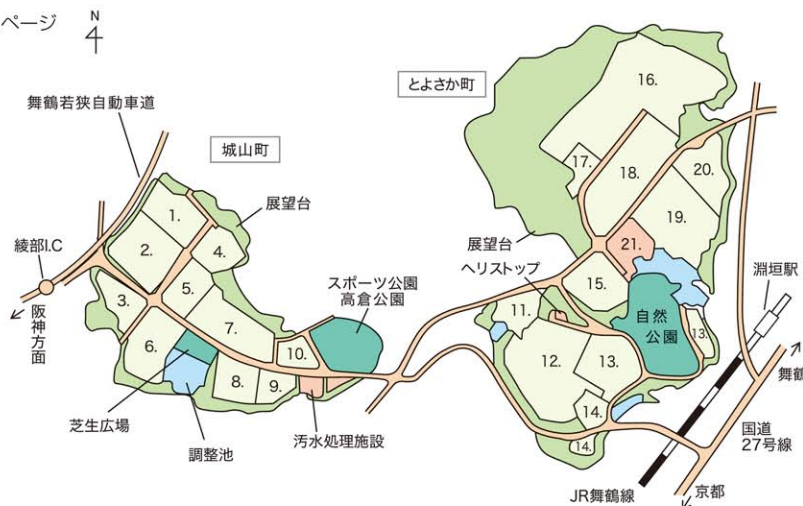 ページ
N
とよさか町
舞鶴若狭自動車道
城山町
展望台
綾部I.C
阪神方面
スポーツ公園
高倉公園
展望台
ヘリストップ
淵垣駅
自然
公園
芝生広場
調整池
汚水処理施設
舞鶴
国道
27号線
JR舞鶴線
京都
1.
2.
3.
4.
5.
6.
7.
8.
9.
10.
11.
12.
13.
13.
14.
14.
15.
16.
17.
18.
19.
20.
21.